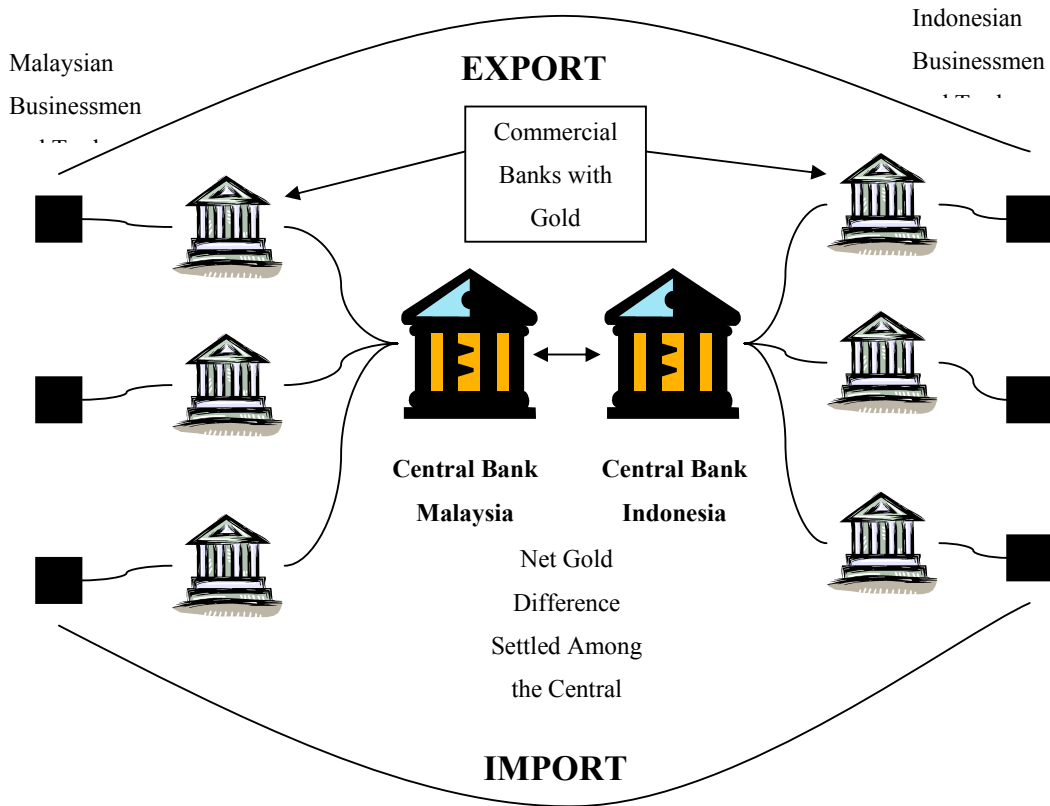 Malaysian
Businessmen
Indonesian
Businessmen
EXPORT
Commercial
Banks with
Gold
Central Bank
Malaysia
Central Bank
Indonesia
Net Gold
Difference
Settled Among
the Central
IMPORT